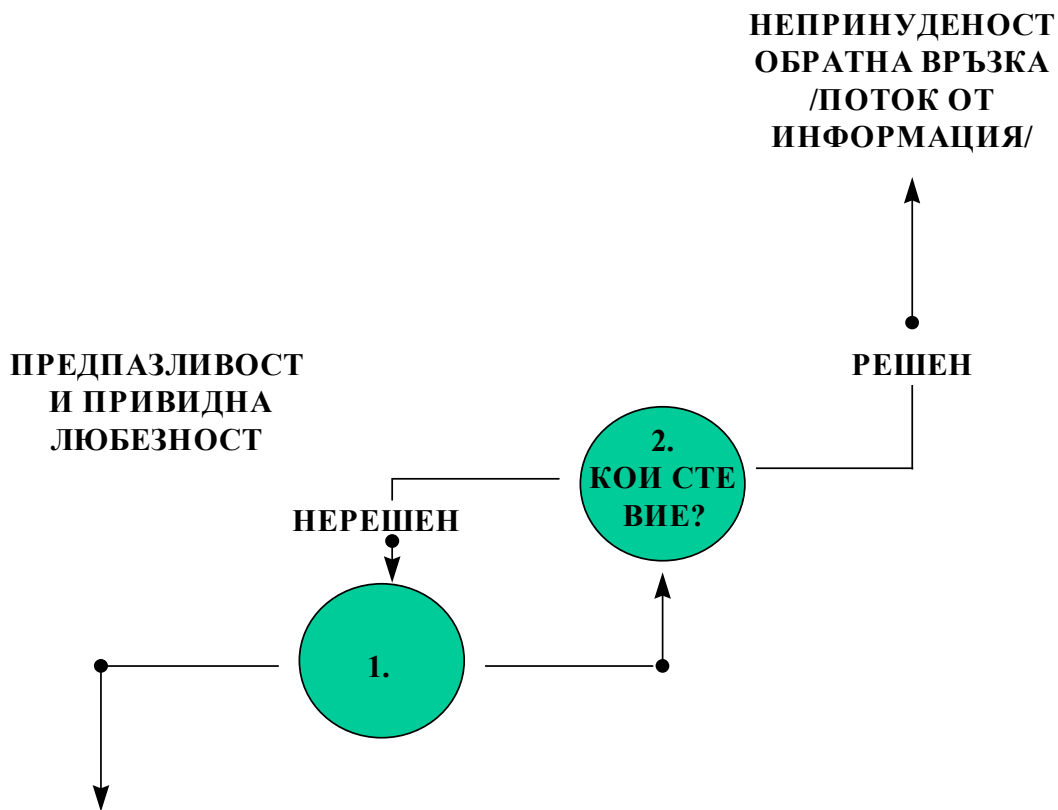 НЕПРИНУДЕНОСТ
ОБРАТНА ВРЪЗКА
/ПОТОК ОТ
ИНФОРМАЦИЯ/
ПРЕДПАЗЛИВОСТ
И ПРИВИДНА
ЛЮБЕЗНОСТ
РЕШЕН
2.
КОИ СТЕ
ВИЕ?
НЕРЕШЕН
1.